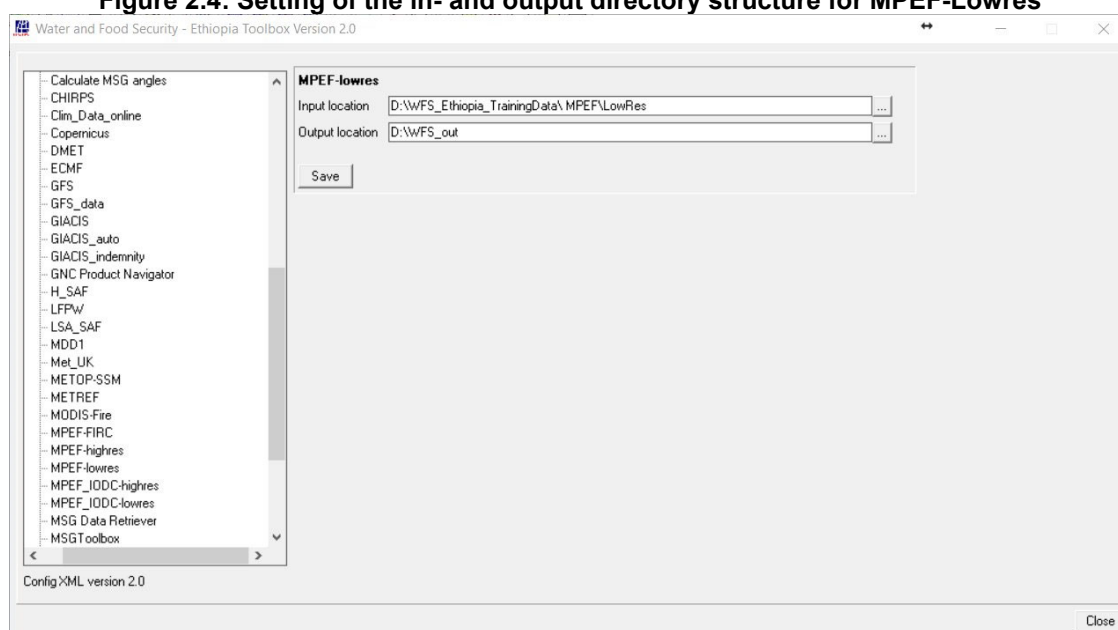 Figure 2.4: Setting of the in- and output directory structure for MPEF-Lowres
Water and Food Security - Ethiopia Toolbox Version 2.0
Calculate MSG angles
CHIRPS
Clim_Data_online
Copernicus
DMET
ECMF
GFS
GFS_data
GIACIS
GIACIS_auto
GIACIS_indemnity
GNC Product Navigator
H_SAF
LFPW
LSA_SAF
MDD1
Met_UK
METOP-SSM
METREF
MODIS-Fire
MPEF-FIRC
MPEF-highres
MPEF-lowres
MPEF_IODC-highres
MPEF_IODC-lowres
MSG Data Retriever
MSGToolbox
Config XML version 2.0
MPEF-lowres
Input location D:\WFS_Ethiopia_TrainingData\ MPEF\LowRes ...
Output location D:\WFS_out ...
Save
Close